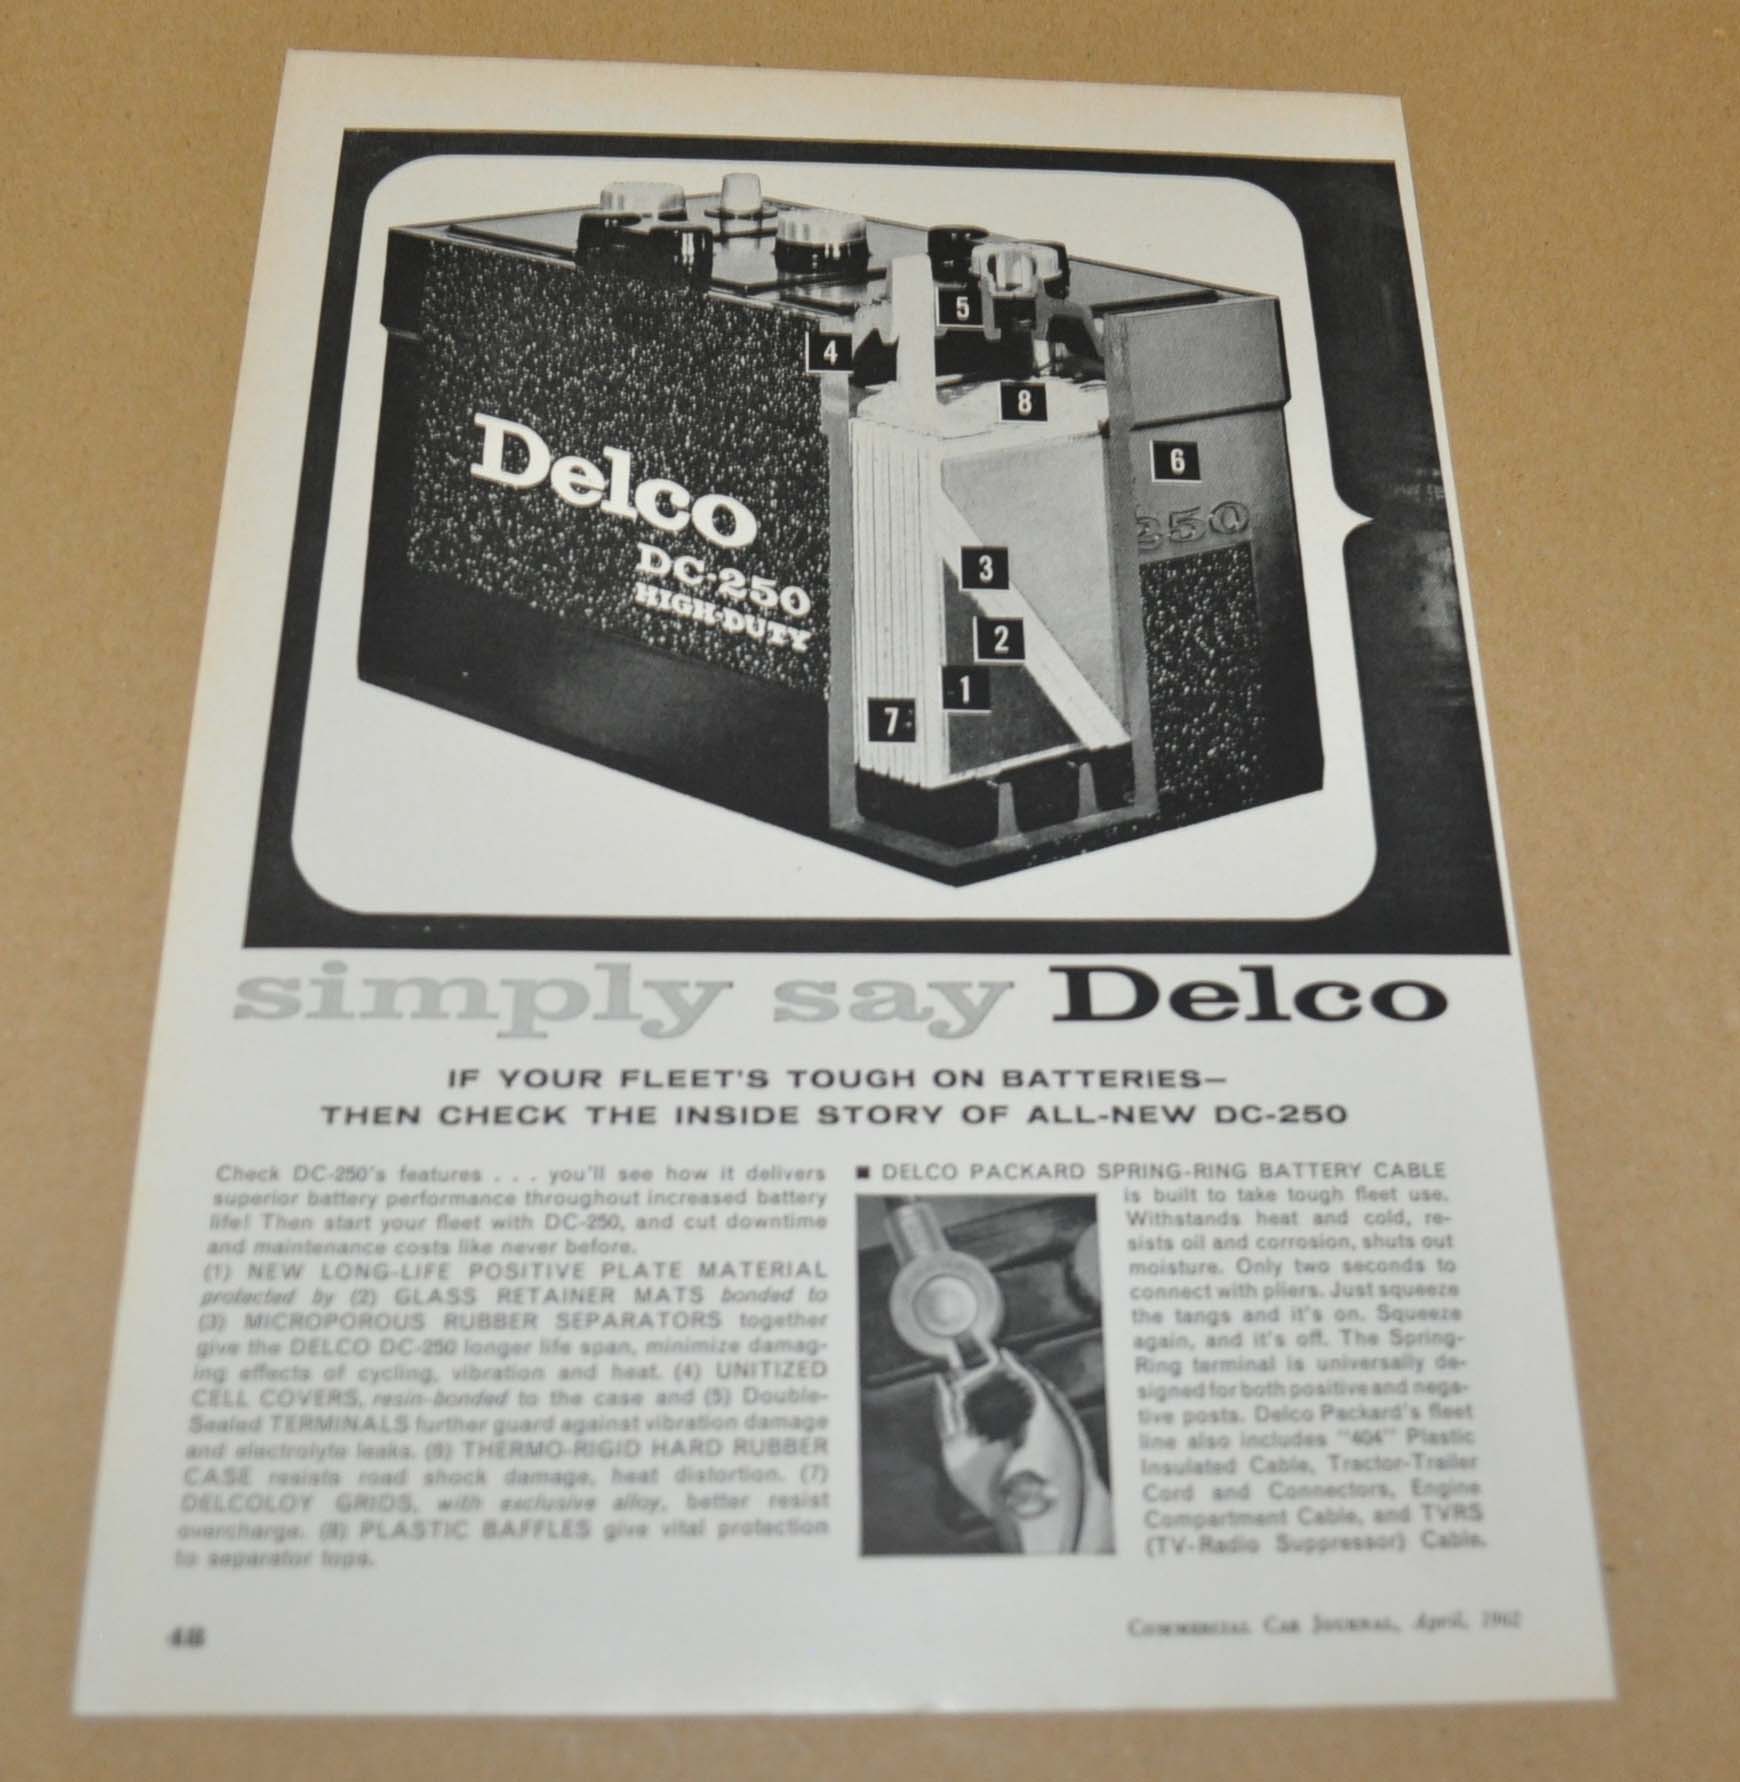 5
4
8
6
Delco
250
DC-250
3
HIGH-DUTY
2
1
7
simply say Delco
IF YOUR FLEET'S TOUGH ON BATTERIES—
THEN CHECK THE INSIDE STORY OF ALL-NEW DC-250
Check DC-250's features . . . you'll see how it delivers
superior battery performance throughout increased battery
life! Then start your fleet with DC-250, and cut downtime
and maintenance costs like never before.
(1) NEW LONG-LIFE POSITIVE PLATE MATERIAL
protected by (2) GLASS RETAINER MATS bonded to
(3) MICROPOROUS RUBBER SEPARATORS together
give the DELCO DC-250 longer life span, minimize damag-
ing effects of cycling, vibration and heat. (4) UNITIZED
CELL COVERS, resin-bonded to the case and (5) Double-
Sealed TERMINALS further guard against vibration damage
and electrolyte leaks. (6) THERMO-RIGID HARD RUBBER
CASE resists road shock damage, heat distortion. (7)
DELCOLOY GRIDS, with exclusive alloy, better resist
overcharge. (8) PLASTIC BAFFLES give vital protection
to separator tops.
■ DELCO PACKARD SPRING-RING BATTERY CABLE
is built to take tough fleet use.
Withstands heat and cold, re-
sists oil and corrosion, shuts out
moisture. Only two seconds to
connect with pliers. Just squeeze
the tangs and it's on. Squeeze
again, and it's off. The Spring-
Ring terminal is universally de-
signed for both positive and nega-
tive posts. Delco Packard's fleet
line also includes "404" Plastic
Insulated Cable, Tractor-Trailer
Cord and Connectors, Engine
Compartment Cable, and TVRS
(TV-Radio Suppressor) Cable.
48
COMMERCIAL CAR JOURNAL, April, 1962